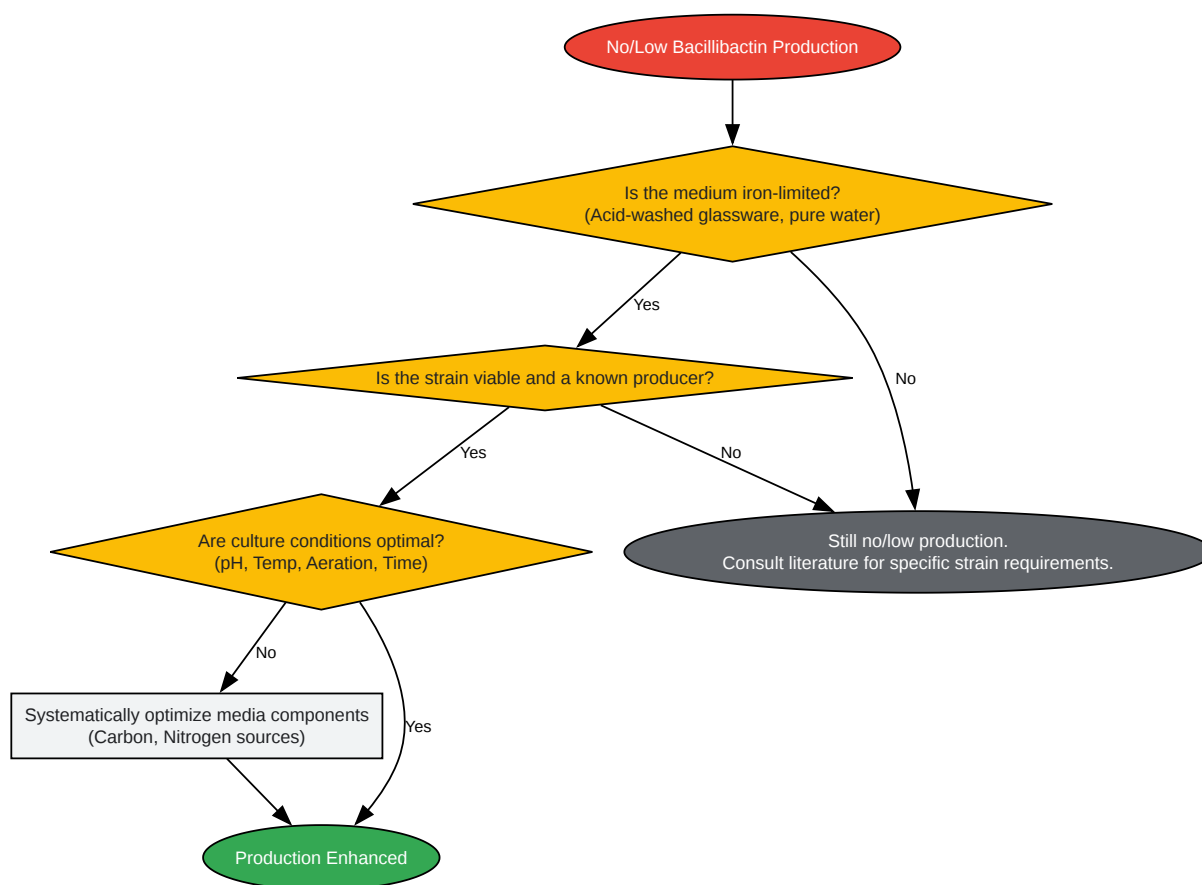 No/Low Bacillibactin Production
Is the medium iron-limited?
(Acid-washed glassware, pure water)
Yes
No
Is the strain viable and a known producer?
Yes
No
Are culture conditions optimal?
(pH, Temp, Aeration, Time)
Still no/low production.
Consult literature for specific strain requirements.
No
Yes
Systematically optimize media components
(Carbon, Nitrogen sources)
Production Enhanced